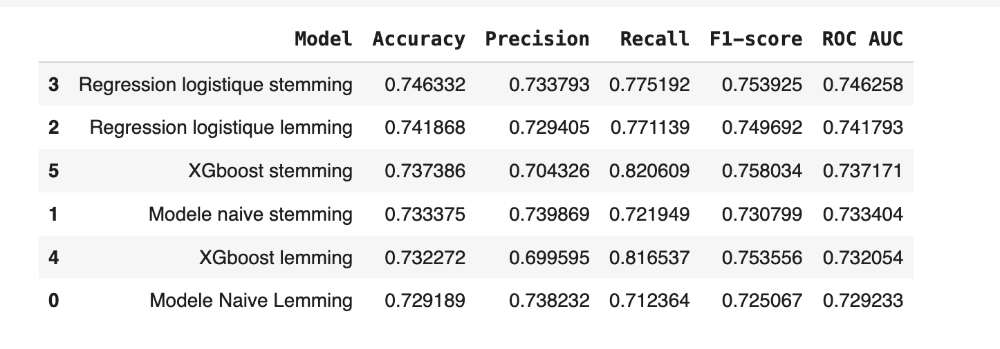 Model Accuracy Precision Recall F1-score ROC AUC
3 Regression logistique stemming 0.746332 0.733793 0.775192 0.753925 0.746258
2 Regression logistique lemming 0.741868 0.729405 0.771139 0.749692 0.741793
5 XGboost stemming 0.737386 0.704326 0.820609 0.758034 0.737171
1 Modele naive stemming 0.733375 0.739869 0.721949 0.730799 0.733404
4 XGboost lemming 0.732272 0.699595 0.816537 0.753556 0.732054
0 Modele Naive Lemming 0.729189 0.738232 0.712364 0.725067 0.729233